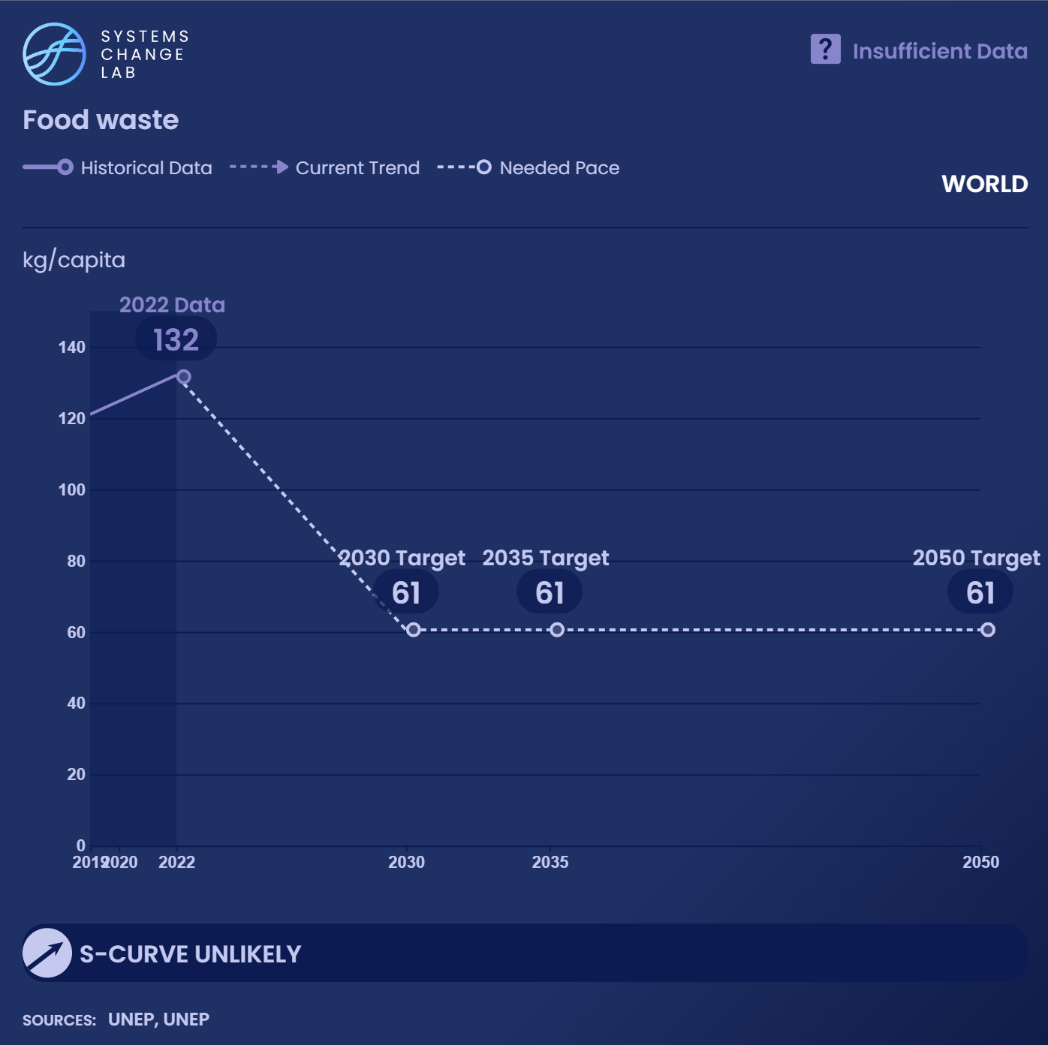 SYSTEMS
CHANGE
LAB
? Insufficient Data
Food waste
Historical Data Current Trend Needed Pace
WORLD
kg/capita
2022 Data
132
140
120
100
2030 Target 2035 Target 2050 Target
80
61 61 61
60
40
20
0
2019 2020 2022 2030 2035 2050
S-CURVE UNLIKELY
SOURCES: UNEP, UNEP